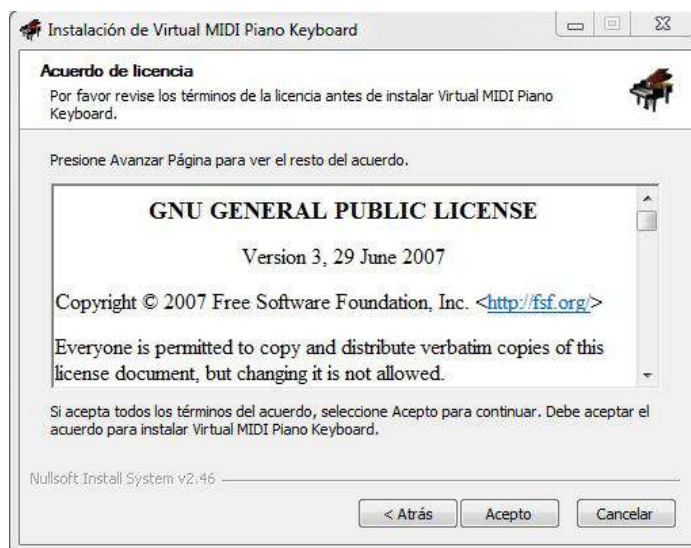 Instalación de Virtual MIDI Piano Keyboard
Acuerdo de licencia
Por favor revise los términos de la licencia antes de instalar Virtual MIDI Piano
Keyboard.
Presione Avanzar Página para ver el resto del acuerdo.
GNU GENERAL PUBLIC LICENSE
Version 3, 29 June 2007
Copyright © 2007 Free Software Foundation, Inc. <http://fsf.org/>
Everyone is permitted to copy and distribute verbatim copies of this
license document, but changing it is not allowed.
Si acepta todos los términos del acuerdo, seleccione Acepto para continuar. Debe aceptar el
acuerdo para instalar Virtual MIDI Piano Keyboard.
Nullsoft Install System v2.46
< Atrás Acepto Cancelar